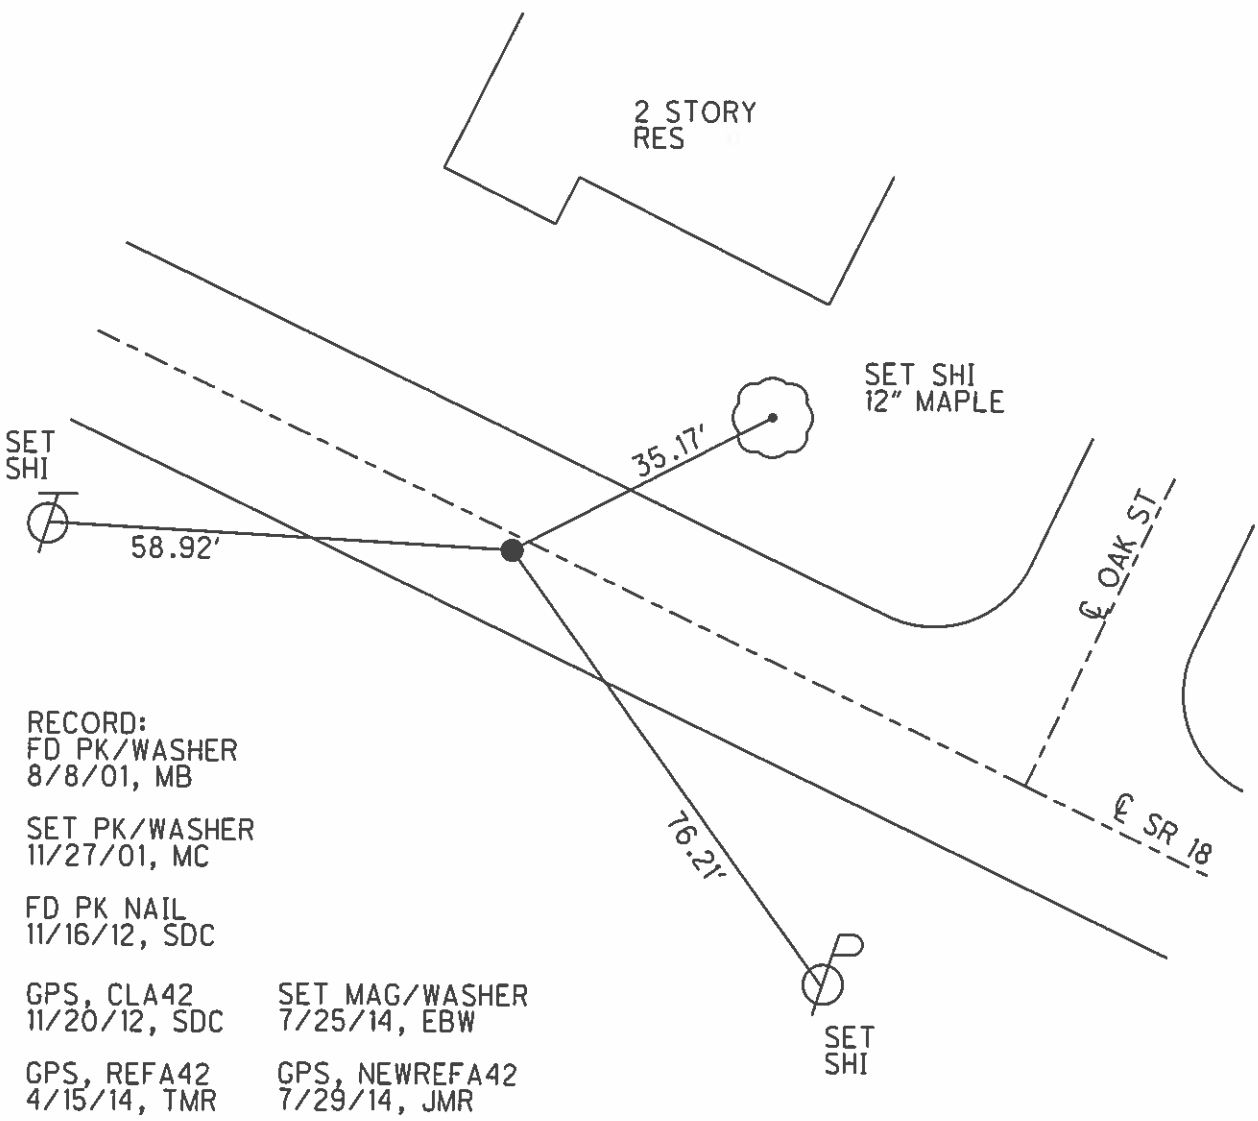 2 STORY
RES
SET SHI
12" MAPLE
35.17'
SET
SHI
58.92'
℄ OAK ST
℄ SR 18
76.21'
SET
SHI
RECORD:
FD PK/WASHER
8/8/01, MB
SET PK/WASHER
11/27/01, MC
FD PK NAIL
11/16/12, SDC
GPS, CLA42
11/20/12, SDC
SET MAG/WASHER
7/25/14, EBW
GPS, REFA42
4/15/14, TMR
GPS, NEWREFA42
7/29/14, JMR